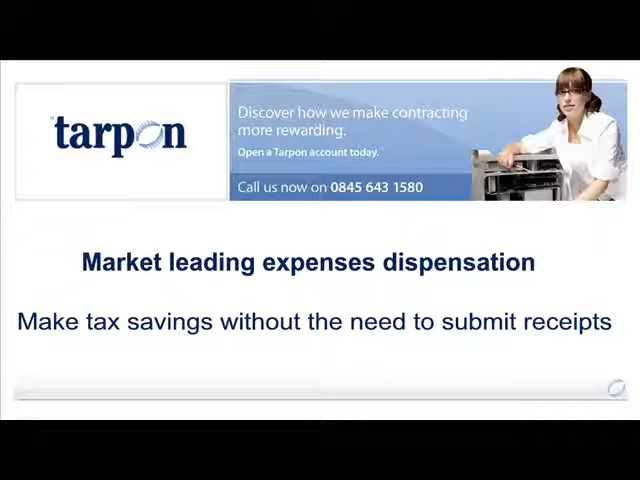 tarpon
Discover how we make contracting
more rewarding.
Open a Tarpon account today.
Call us now on 0845 643 1580
Market leading expenses dispensation
Make tax savings without the need to submit receipts